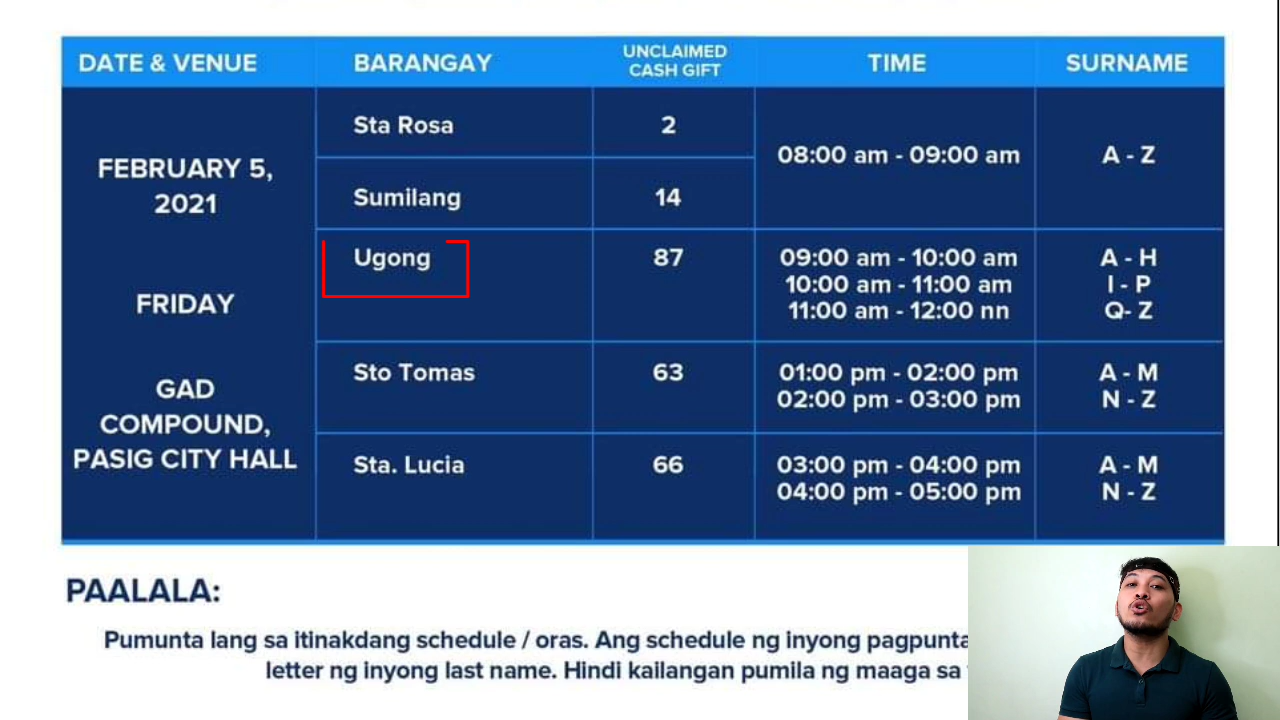 DATE & VENUE BARANGAY UNCLAIMED CASH GIFT TIME SURNAME
FEBRUARY 5, 2021
FRIDAY
GAD COMPOUND, PASIG CITY HALL
Sta Rosa 2 08:00 am - 09:00 am A - Z
Sumilang 14
Ugong 87 09:00 am - 10:00 am A - H
10:00 am - 11:00 am I - P
11:00 am - 12:00 nn Q- Z
Sto Tomas 63 01:00 pm - 02:00 pm A - M
02:00 pm - 03:00 pm N - Z
Sta. Lucia 66 03:00 pm - 04:00 pm A - M
04:00 pm - 05:00 pm N - Z
PAALALA:
Pumunta lang sa itinakdang schedule / oras. Ang schedule ng inyong pagpunta
letter ng inyong last name. Hindi kailangan pumila ng maaga sa